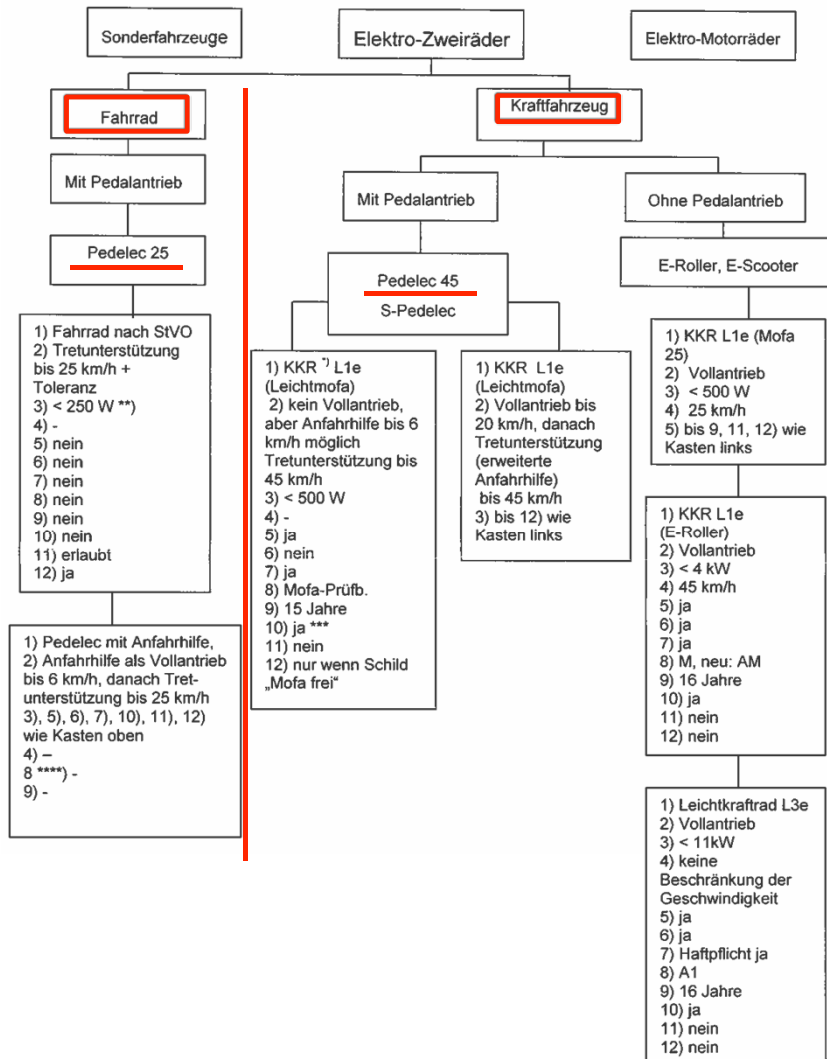 Sonderfahrzeuge
Elektro-Zweiräder
Elektro-Motorräder
Fahrrad
Kraftfahrzeug
Mit Pedalantrieb
Mit Pedalantrieb
Ohne Pedalantrieb
Pedelec 25
Pedelec 45
S-Pedelec
E-Roller, E-Scooter
1) Fahrrad nach StVO
2) Tretunterstützung
bis 25 km/h +
Toleranz
3) < 250 W **)
4) -
5) nein
6) nein
7) nein
8) nein
9) nein
10) nein
11) erlaubt
12) ja
1) Pedelec mit Anfahrhilfe,
2) Anfahrhilfe als Vollantrieb
bis 6 km/h, danach Tret-
unterstützung bis 25 km/h
3), 5), 6), 7), 10), 11), 12)
wie Kasten oben
4) –
8 ****) -
9) -
1) KKR *) L1e
(Leichtmofa)
2) kein Vollantrieb,
aber Anfahrhilfe bis 6
km/h möglich
Tretunterstützung bis
45 km/h
3) < 500 W
4) -
5) ja
6) nein
7) ja
8) Mofa-Prüfb.
9) 15 Jahre
10) ja ***
11) nein
12) nur wenn Schild
„Mofa frei“
1) KKR L1e
(Leichtmofa)
2) Vollantrieb bis
20 km/h, danach
Tretunterstützung
(erweiterte
Anfahrhilfe)
bis 45 km/h
3) bis 12) wie
Kasten links
1) KKR L1e (Mofa
25)
2) Vollantrieb
3) < 500 W
4) 25 km/h
5) bis 9, 11, 12) wie
Kasten links
1) KKR L1e
(E-Roller)
2) Vollantrieb
3) < 4 kW
4) 45 km/h
5) ja
6) ja
7) ja
8) M, neu: AM
9) 16 Jahre
10) ja
11) nein
12) nein
1) Leichtkraftrad L3e
2) Vollantrieb
3) < 11kW
4) keine
Beschränkung der
Geschwindigkeit
5) ja
6) ja
7) Haftpflicht ja
8) A1
9) 16 Jahre
10) ja
11) nein
12) nein